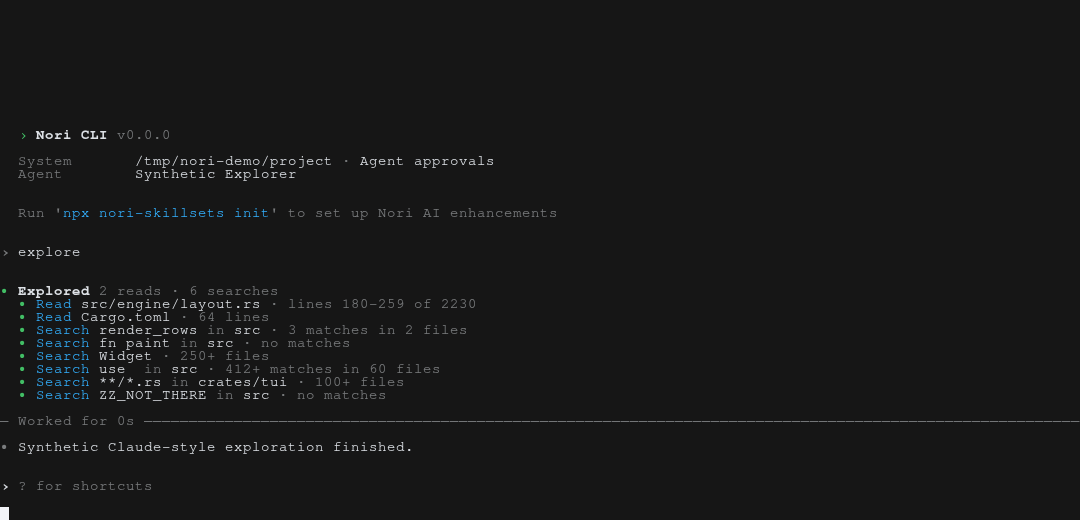 › Nori CLI v0.0.0
System /tmp/nori-demo/project · Agent approvals
Agent Synthetic Explorer
Run 'npx nori-skillsets init' to set up Nori AI enhancements
› explore
• Explored 2 reads · 6 searches
• Read src/engine/layout.rs · lines 180-259 of 2230
• Read Cargo.toml · 64 lines
• Search render_rows in src · 3 matches in 2 files
• Search fn paint in src · no matches
• Search Widget · 250+ files
• Search use  in src · 412+ matches in 60 files
• Search **/*.rs in crates/tui · 100+ files
• Search ZZ_NOT_THERE in src · no matches
─ Worked for 0s ─────────────────────────────────────────────────────────────────────────────────────────────────────────
• Synthetic Claude-style exploration finished.
› ? for shortcuts